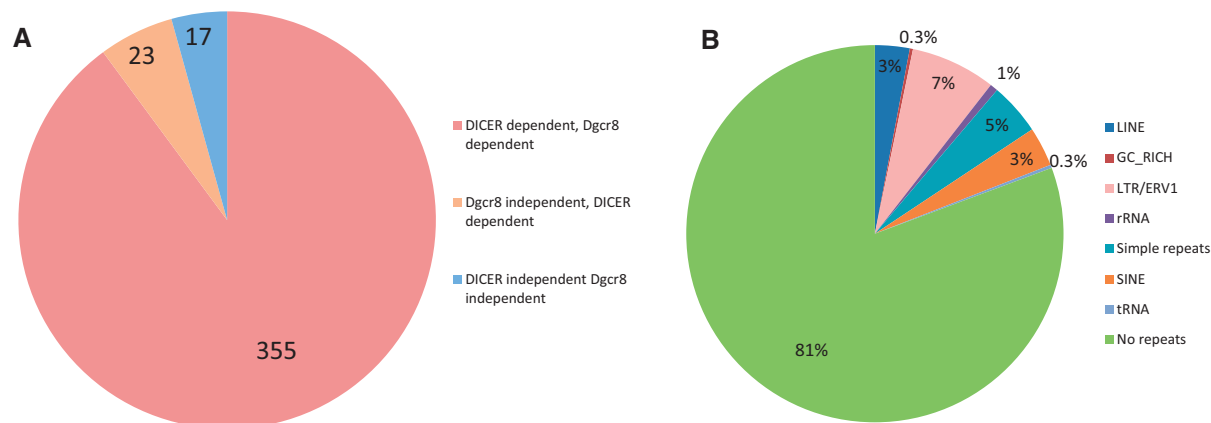 A
23
17
355
DICER dependent, Dgcr8
dependent
Dgcr8 independent, DICER
dependent
DICER independent Dgcr8
independent
B
3%
0.3%
7%
1%
5%
3%
0.3%
81%
LINE
GC_RICH
LTR/ERV1
rRNA
Simple repeats
SINE
tRNA
No repeats